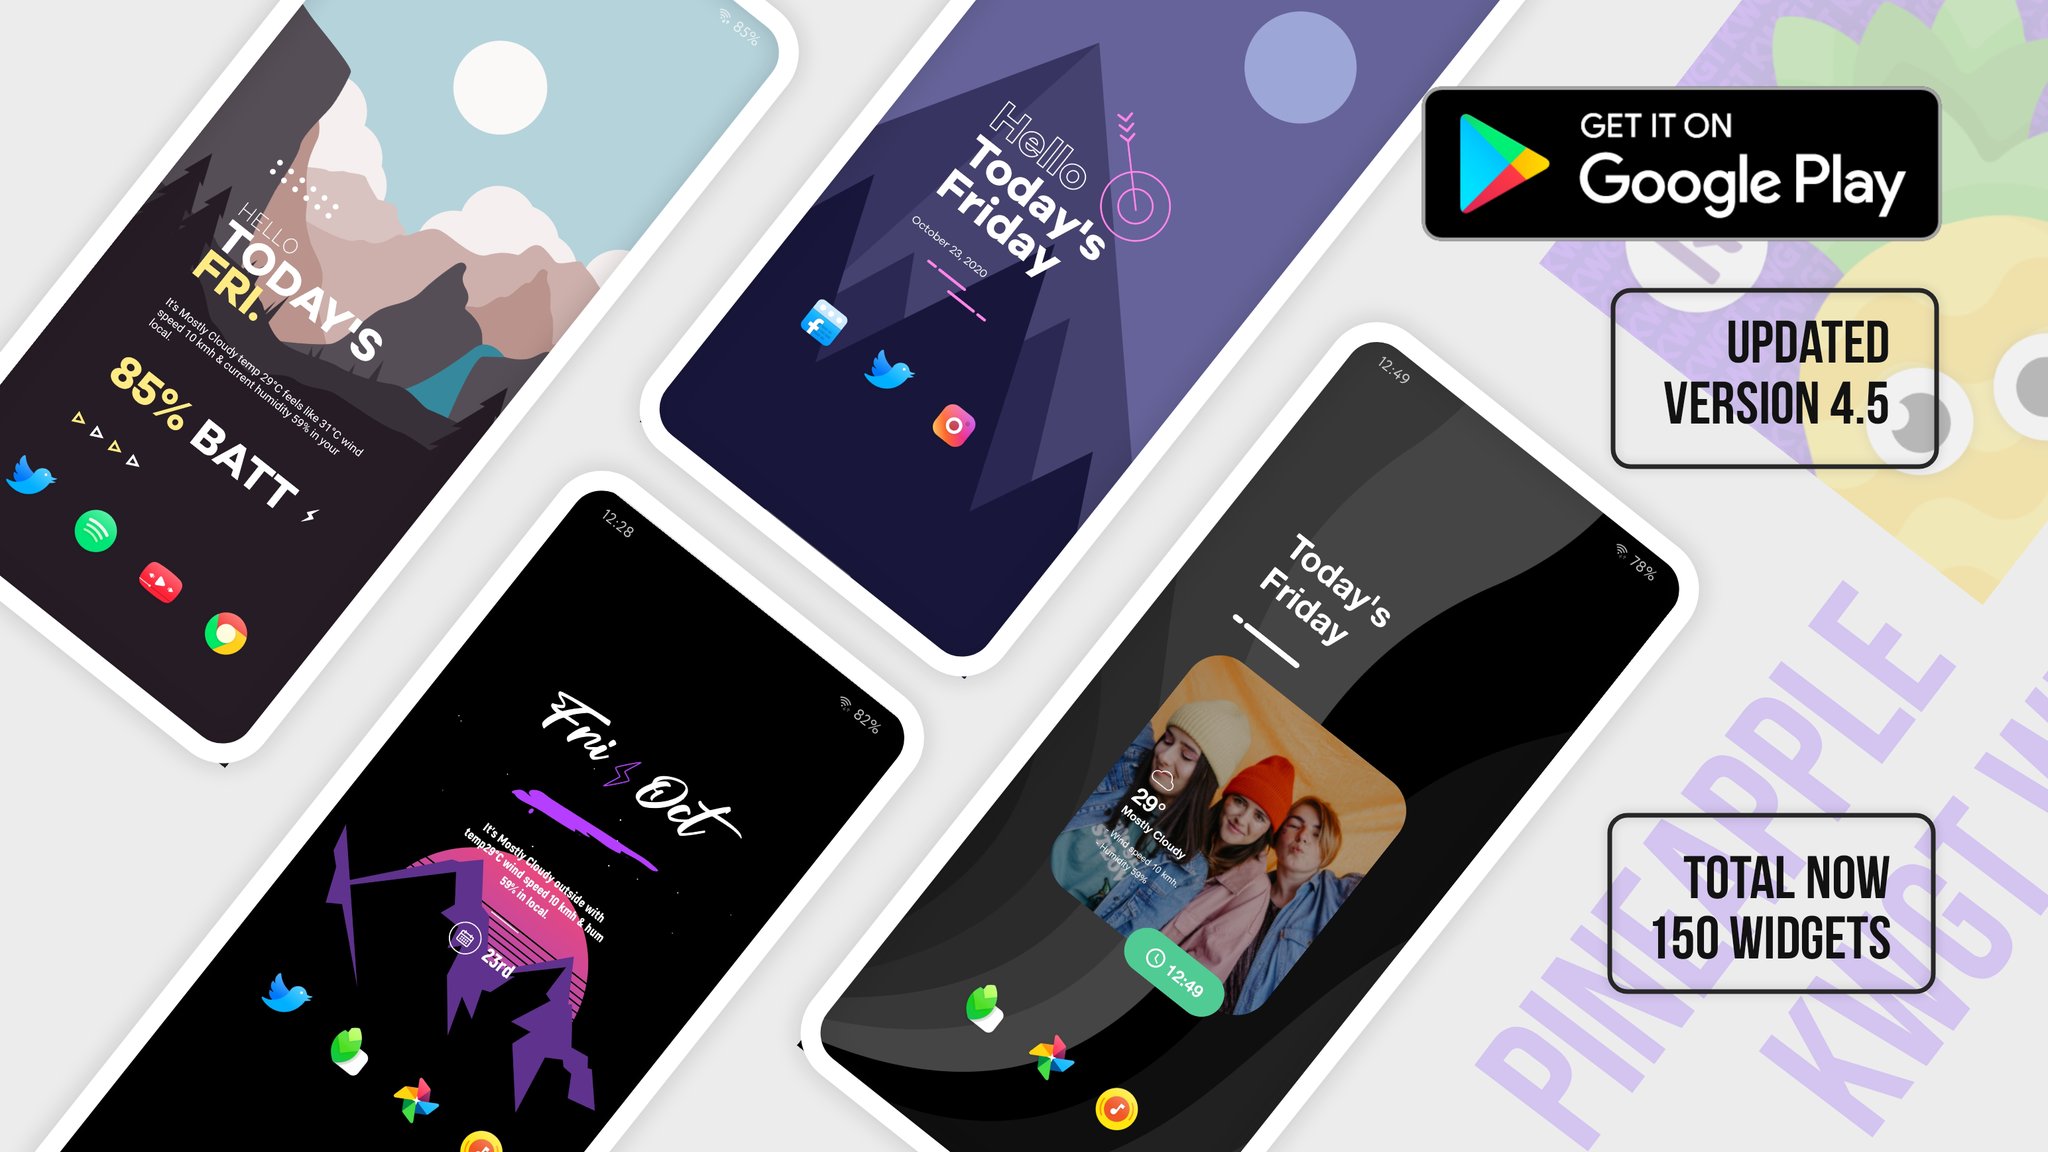 85%
HELLO
TODAY'S
FRI.
It's Mostly Cloudy temp 29°C feels like 31°C wind
speed 10 kmh & current humidity 59% in your
local.
85% BATT
Hello
Today's
Friday
October 23, 2020
12:28
82%
Fri Oct
It's Mostly Cloudy outside with
temp29°C wind speed 10 kmh & hum
59% in local.
23rd
12:49
78%
Today's
Friday
29°
Mostly Cloudy
Wind speed 10 kmh.
Humidity 59%
12:49
GET IT ON
Google Play
UPDATED
VERSION 4.5
TOTAL NOW
150 WIDGETS
PINEAPPLE
KWGT